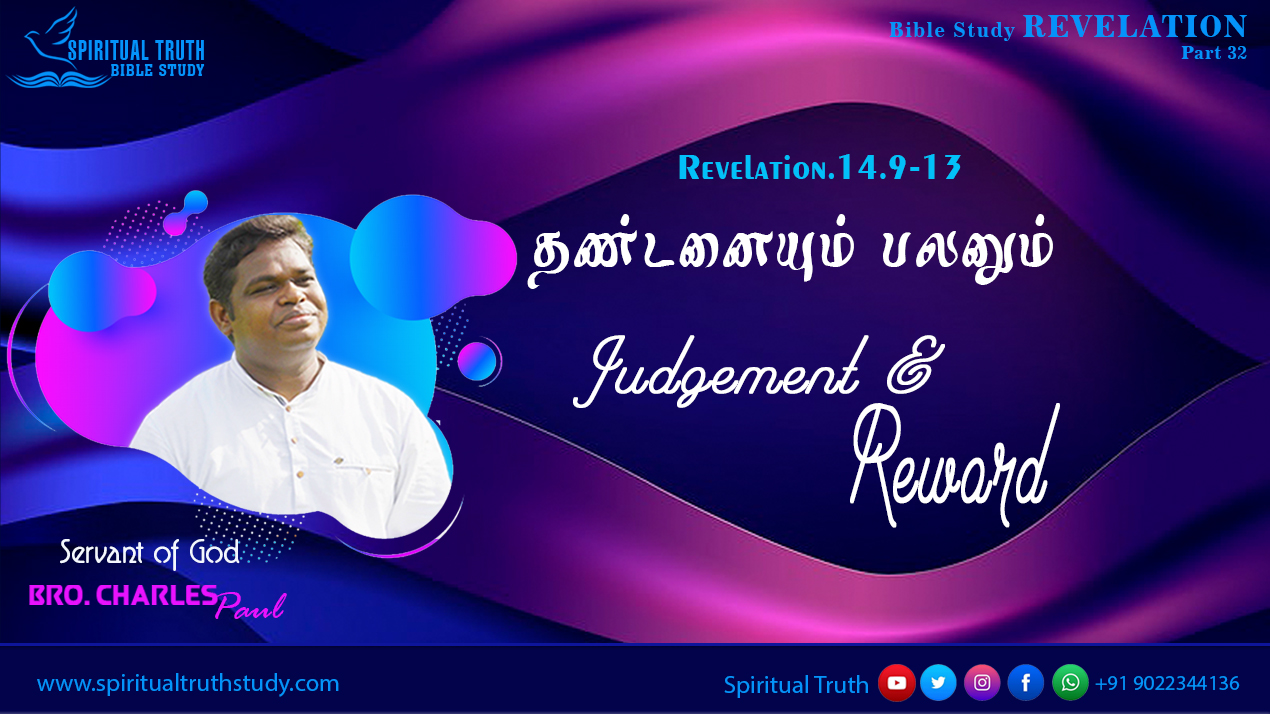 SPIRITUAL TRUTH
BIBLE STUDY
Bible Study REVELATION
Part 32
Revelation.14.9-13
தண்டனையும் பலனும்
Judgement &
Reward
Servant of God
BRO. CHARLES Paul
www.spiritualtruthstudy.com
Spiritual Truth
+91 9022344136